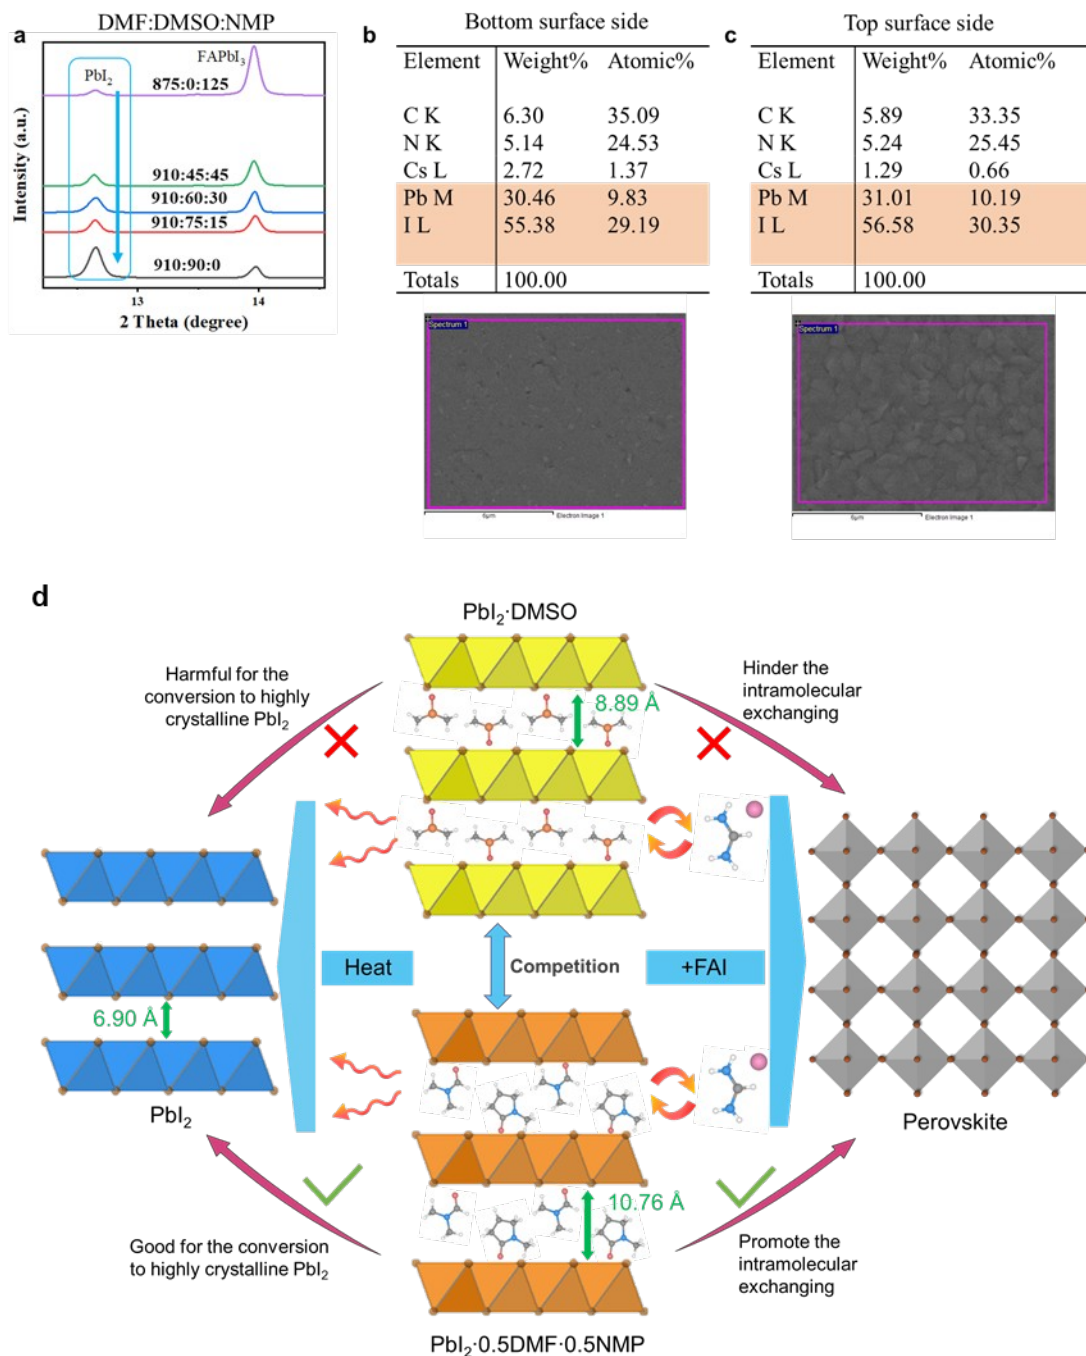 a
DMF:DMSO:NMP
PbI2
FAPbI3
875:0:125
910:45:45
910:60:30
910:75:15
910:90:0
Intensity (a.u.)
13
14
2 Theta (degree)
b
Bottom surface side
Element Weight% Atomic%
C K 6.30 35.09
N K 5.14 24.53
Cs L 2.72 1.37
Pb M 30.46 9.83
I L 55.38 29.19
Totals 100.00
Spectrum 1
6µm
Electron Image 1
c
Top surface side
Element Weight% Atomic%
C K 5.89 33.35
N K 5.24 25.45
Cs L 1.29 0.66
Pb M 31.01 10.19
I L 56.58 30.35
Totals 100.00
Spectrum 1
6µm
Electron Image 1
d
PbI2·DMSO
Harmful for the
conversion to highly
crystalline PbI2
Hinder the
intramolecular
exchanging
8.89 Å
Heat
Competition
+FAI
6.90 Å
PbI2
Perovskite
10.76 Å
Good for the conversion
to highly crystalline PbI2
Promote the
intramolecular
exchanging
PbI2·0.5DMF·0.5NMP